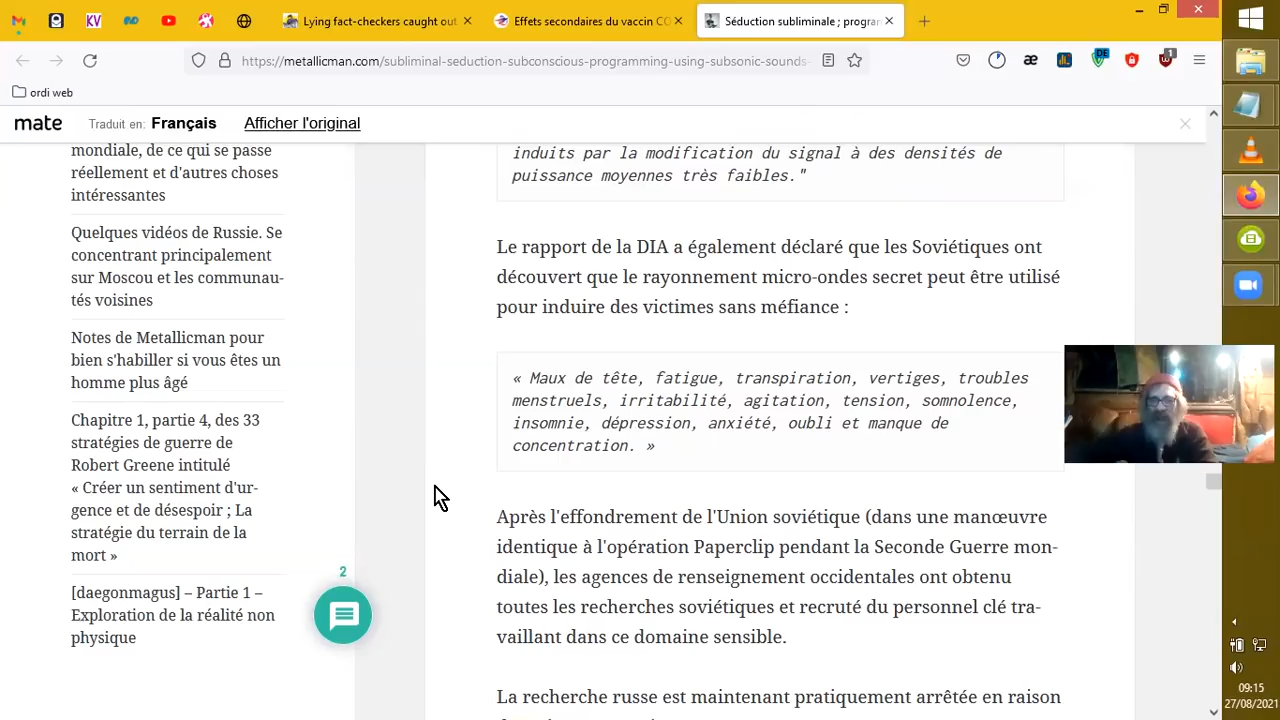 Lying fact-checkers caught out
Effets secondaires du vaccin CO
Séduction subliminale ; progra
https://metallicman.com/subliminal-seduction-subconscious-programming-using-subsonic-sounds-
ordi web
mate
Traduit en: Français
Afficher l'original
mondiale, de ce qui se passe
réellement et d'autres choses
intéressantes
Quelques vidéos de Russie. Se
concentrant principalement
sur Moscou et les communau-
tés voisines
Notes de Metallicman pour
bien s'habiller si vous êtes un
homme plus âgé
Chapitre 1, partie 4, des 33
stratégies de guerre de
Robert Greene intitulé
« Créer un sentiment d'ur-
gence et de désespoir ; La
stratégie du terrain de la
mort »
[daegonmagus] – Partie 1 –
Exploration de la réalité non
physique
2
induits par la modification du signal à des densités de
puissance moyennes très faibles."
Le rapport de la DIA a également déclaré que les Soviétiques ont
découvert que le rayonnement micro-ondes secret peut être utilisé
pour induire des victimes sans méfiance :
« Maux de tête, fatigue, transpiration, vertiges, troubles
menstruels, irritabilité, agitation, tension, somnolence,
insomnie, dépression, anxiété, oubli et manque de
concentration. »
Après l'effondrement de l'Union soviétique (dans une manœuvre
identique à l'opération Paperclip pendant la Seconde Guerre mon-
diale), les agences de renseignement occidentales ont obtenu
toutes les recherches soviétiques et recruté du personnel clé tra-
vaillant dans ce domaine sensible.
La recherche russe est maintenant pratiquement arrêtée en raison
KV
æ
DE
1
09:15
27/08/2021